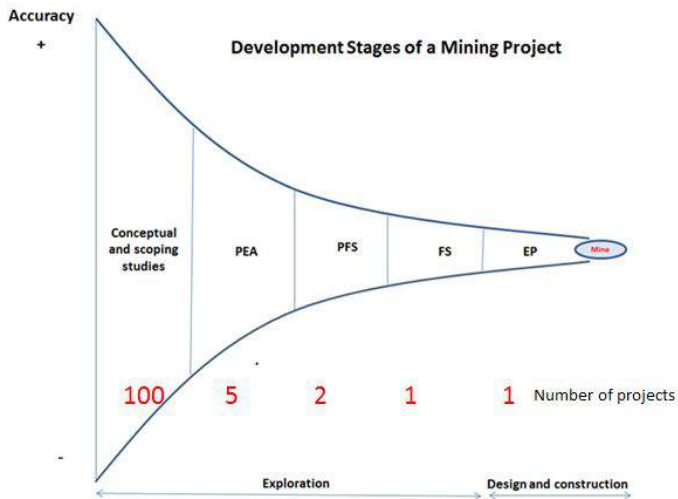 Accuracy
+
Development Stages of a Mining Project
Conceptual
and scoping
studies
PEA
PFS
FS
EP
Mine
100
5
2
1
1
Number of projects
-
Exploration
Design and construction